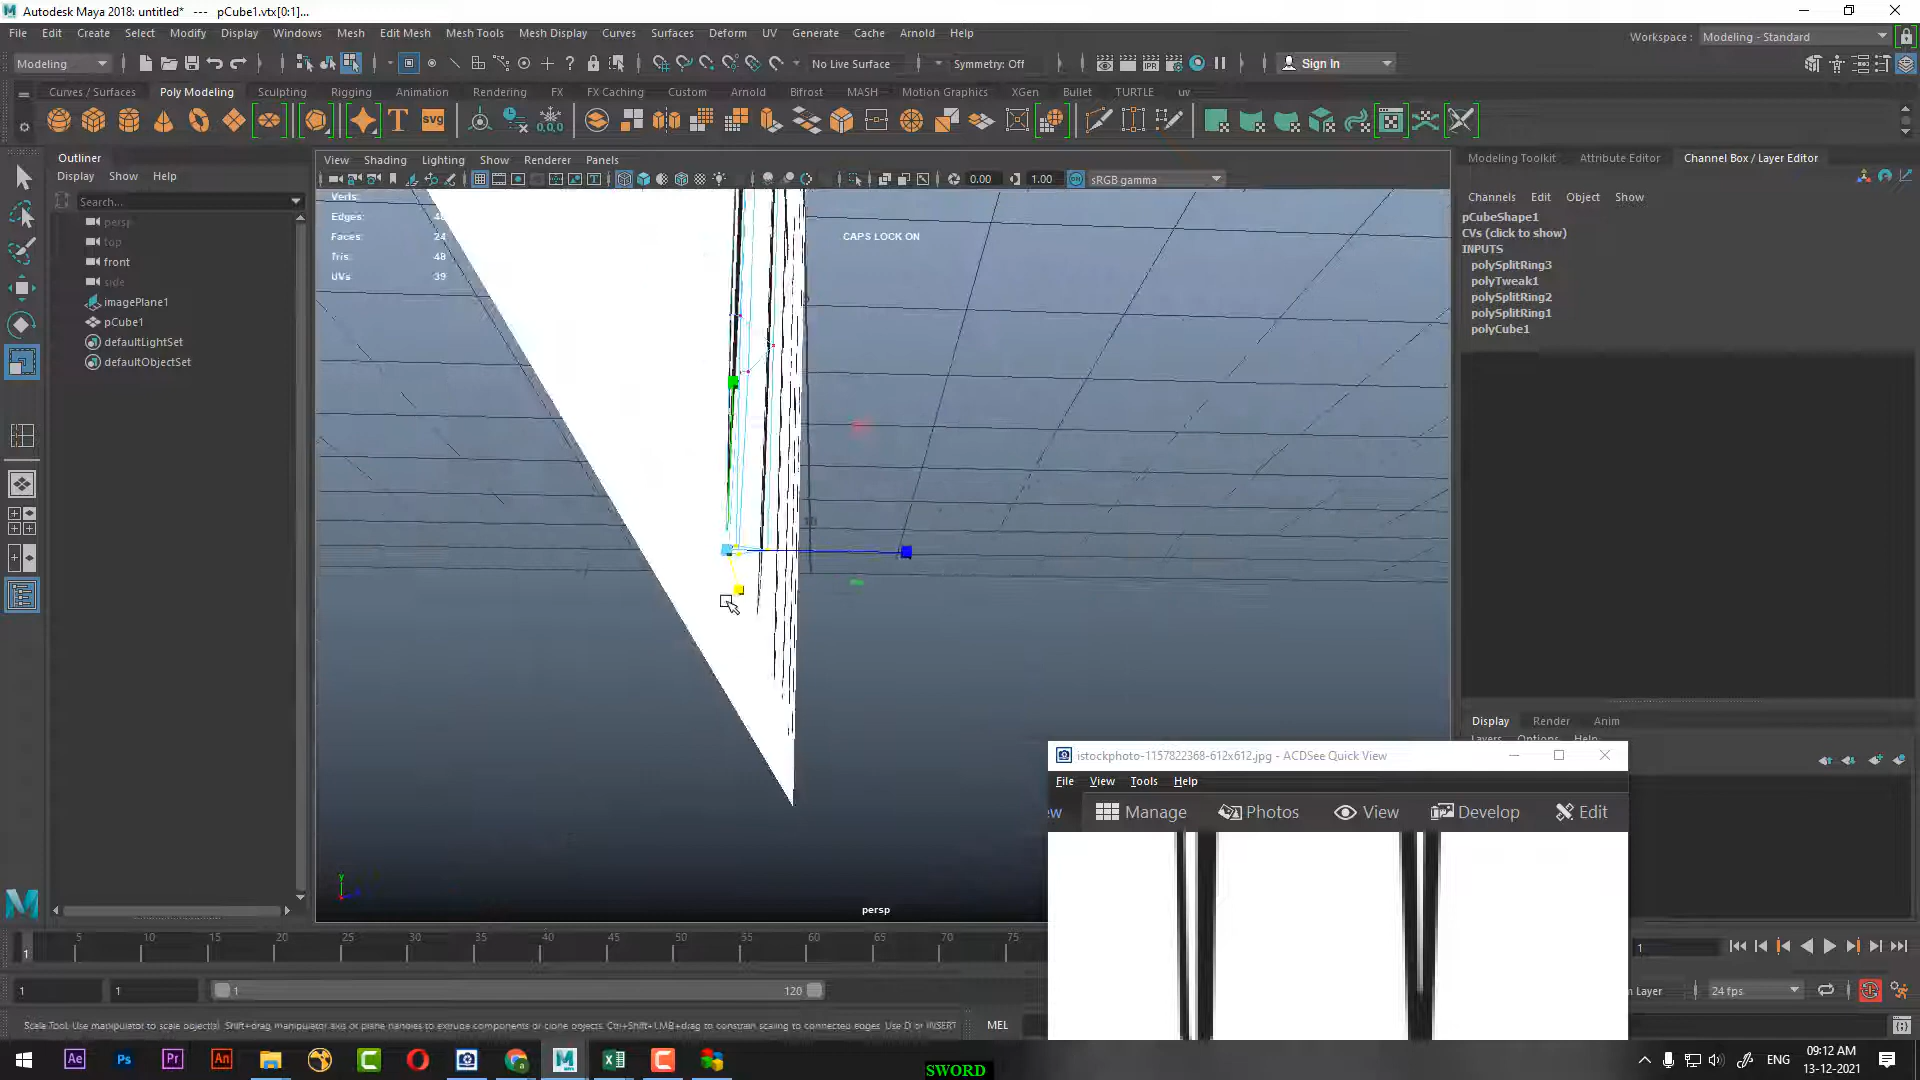 Autodesk Maya 2018: untitled* --- pCube1.vtx[0:1]...
File Edit Create Select Modify Display Windows Mesh Edit Mesh Mesh Tools Mesh Display Curves Surfaces Deform UV Generate Cache Arnold Help
Workspace : Modeling - Standard
Modeling No Live Surface Symmetry: Off Sign In
Curves / Surfaces Poly Modeling Sculpting Rigging Animation Rendering FX FX Caching Custom Arnold Bifrost MASH Motion Graphics XGen Bullet TURTLE uv
Outliner
Display Show Help
Search...
persp
top
front
side
imagePlane1
pCube1
defaultLightSet
defaultObjectSet
View Shading Lighting Show Renderer Panels
0.00 1.00 sRGB gamma
Verts:
Edges:
Faces: 24
Tris: 48
UVs 39
CAPS LOCK ON
persp
Modeling Toolkit Attribute Editor Channel Box / Layer Editor
Channels Edit Object Show
pCubeShape1
CVs (click to show)
INPUTS
polySplitRing3
polyTweak1
polySplitRing2
polySplitRing1
polyCube1
Display Render Anim
Layers Options Help
istockphoto-1157822368-612x612.jpg - ACDSee Quick View
File View Tools Help
ew Manage Photos View Develop Edit
5 10 15 20 25 30 35 40 45 50 55 60 65 70 75
1 1
1 1 1 120 24 fps
Scale Tool: Use manipulator to scale object(s). Shift+drag manipulator axis or plane handles to extrude components or clone objects. Ctrl+Shift+LMB+drag to constrain scaling to connected edges. Use D or INSERT
MEL
SWORD
ENG
09:12 AM
13-12-2021